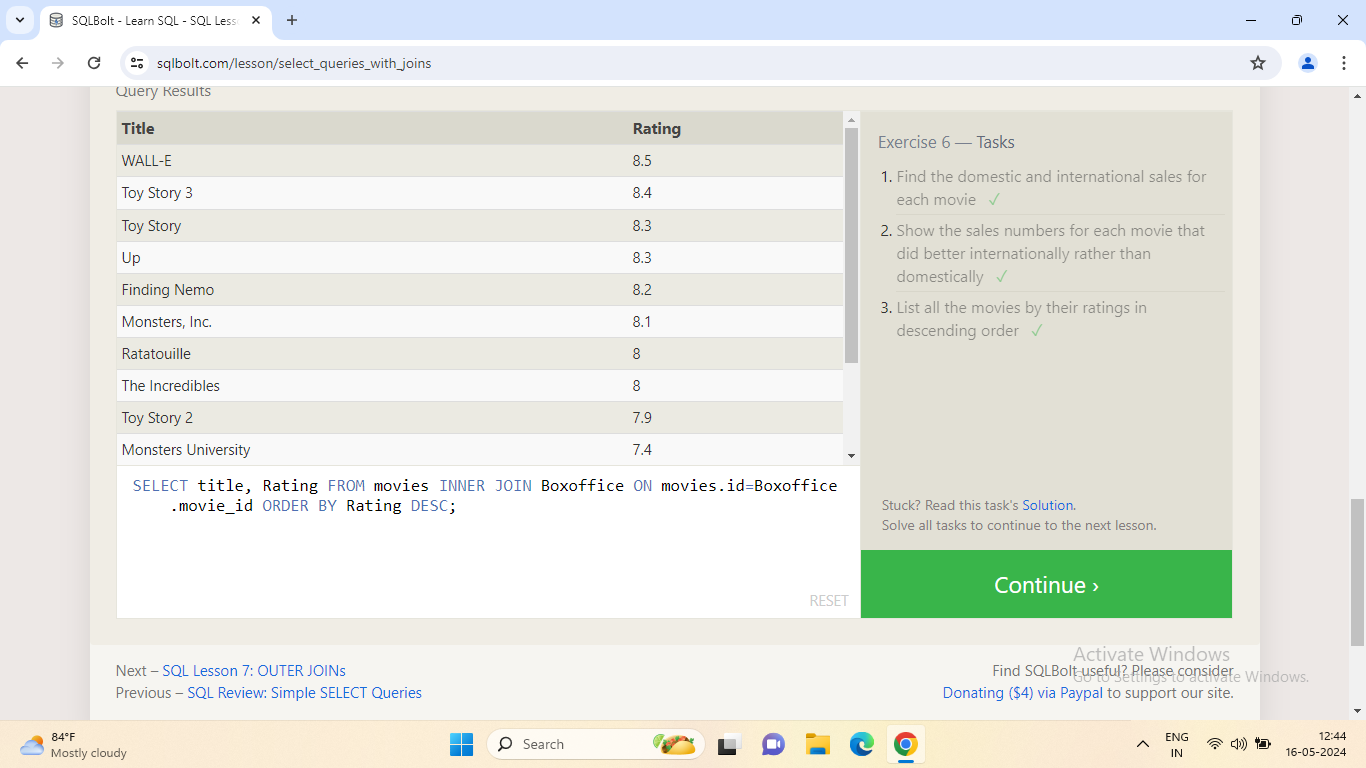 SQLBolt - Learn SQL - SQL Less
sqlbolt.com/lesson/select_queries_with_joins
Query Results
Title Rating
WALL-E 8.5
Toy Story 3 8.4
Toy Story 8.3
Up 8.3
Finding Nemo 8.2
Monsters, Inc. 8.1
Ratatouille 8
The Incredibles 8
Toy Story 2 7.9
Monsters University 7.4
SELECT title, Rating FROM movies INNER JOIN Boxoffice ON movies.id=Boxoffice
.movie_id ORDER BY Rating DESC;
RESET
Exercise 6 — Tasks
1. Find the domestic and international sales for
each movie ✓
2. Show the sales numbers for each movie that
did better internationally rather than
domestically ✓
3. List all the movies by their ratings in
descending order ✓
Stuck? Read this task's Solution.
Solve all tasks to continue to the next lesson.
Continue ›
Next – SQL Lesson 7: OUTER JOINs
Previous – SQL Review: Simple SELECT Queries
Find SQLBolt useful? Please consider
Donating ($4) via Paypal to support our site.
Activate Windows
Go to Settings to activate Windows.
84°F
Mostly cloudy
Search
ENG
IN
12:44
16-05-2024